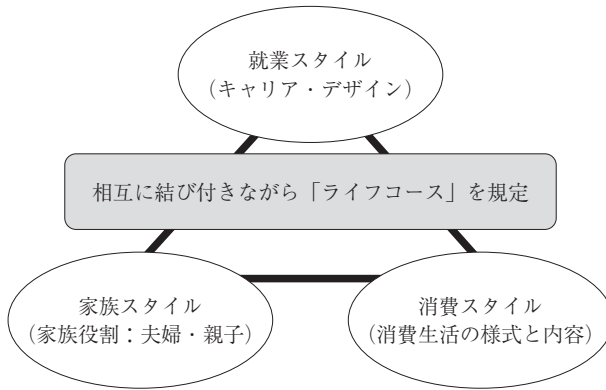 就業スタイル
(キャリア・デザイン)
相互に結び付きながら「ライフコース」を規定
家族スタイル
(家族役割:夫婦・親子)
消費スタイル
(消費生活の様式と内容)